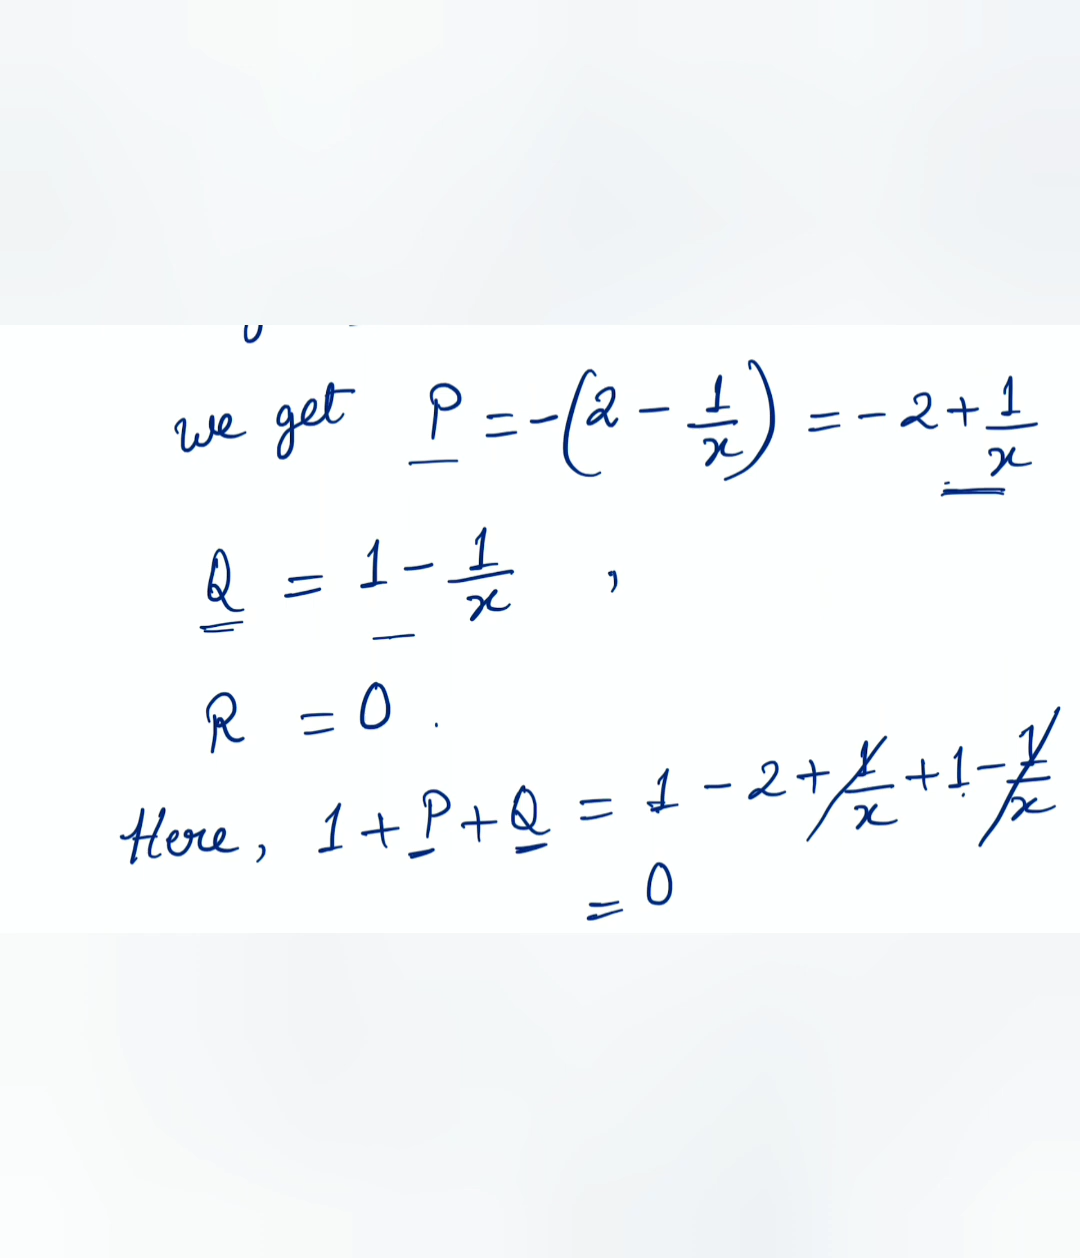 we get P = -(2 - 1/x) = -2 + 1/x
Q = 1 - 1/x ,
R = 0 .
Here, 1 + P + Q = 1 - 2 + 1/x + 1 - 1/x
= 0